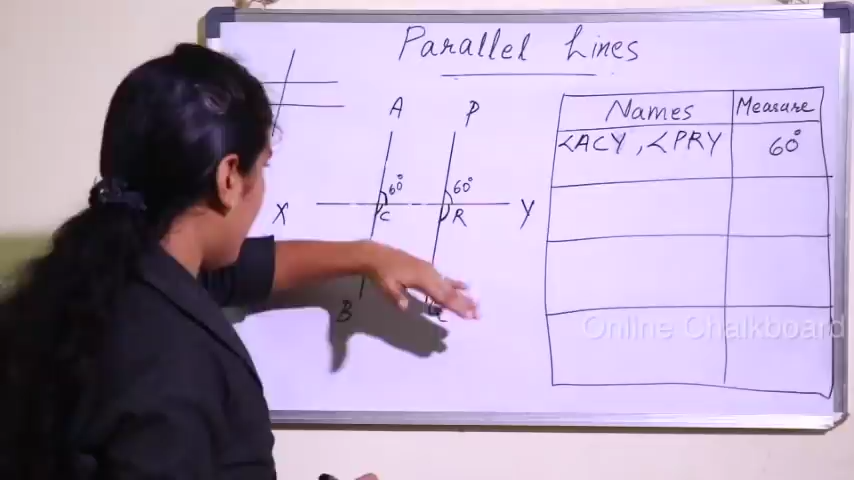 Parallel Lines
A P
60° 60°
X C R Y
B Q
Names Measure
<ACY, <PRY 60°
Online Chalkboard